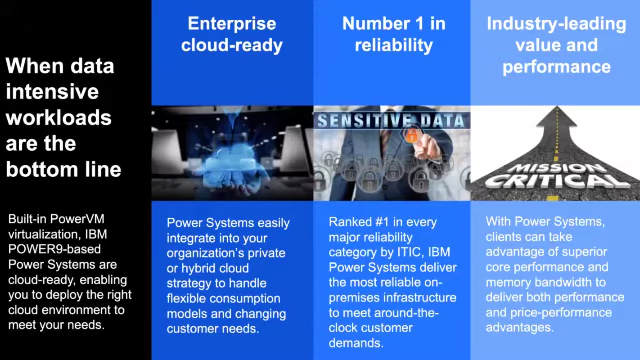 When data
intensive
workloads
are the
bottom line
Built-in PowerVM
virtualization, IBM
POWER9-based
Power Systems are
cloud-ready, enabling
you to deploy the right
cloud environment to
meet your needs.
Enterprise
cloud-ready
Power Systems easily
integrate into your
organization's private
or hybrid cloud
strategy to handle
flexible consumption
models and changing
customer needs.
Number 1 in
reliability
SENSITIVE DATA
Ranked #1 in every
major reliability
category by ITIC, IBM
Power Systems deliver
the most reliable on-
premises infrastructure
to meet around-the-
clock customer
demands.
Industry-leading
value and
performance
MISSION
CRITICAL
With Power Systems,
clients can take
advantage of superior
core performance and
memory bandwidth to
deliver both performance
and price-performance
advantages.